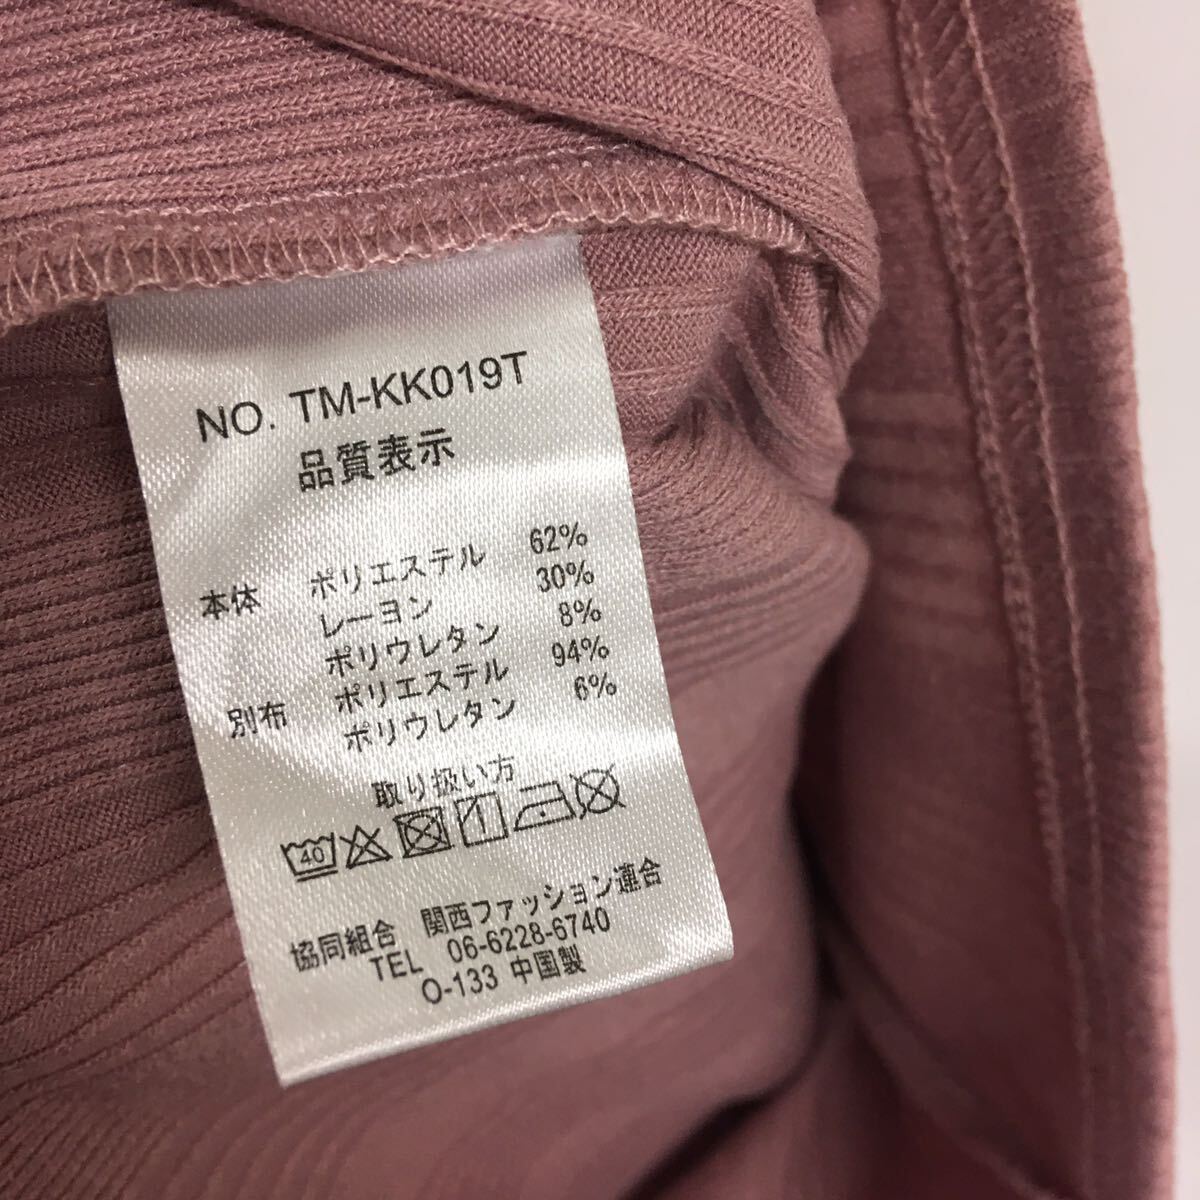 NO. TM-KK019T
品質表示
本体 ポリエステル 62%
レーヨン 30%
ポリウレタン 8%
別布 ポリエステル 94%
ポリウレタン 6%
取り扱い方
40
協同組合 関西ファッション連合
TEL 06-6228-6740
O-133 中国製